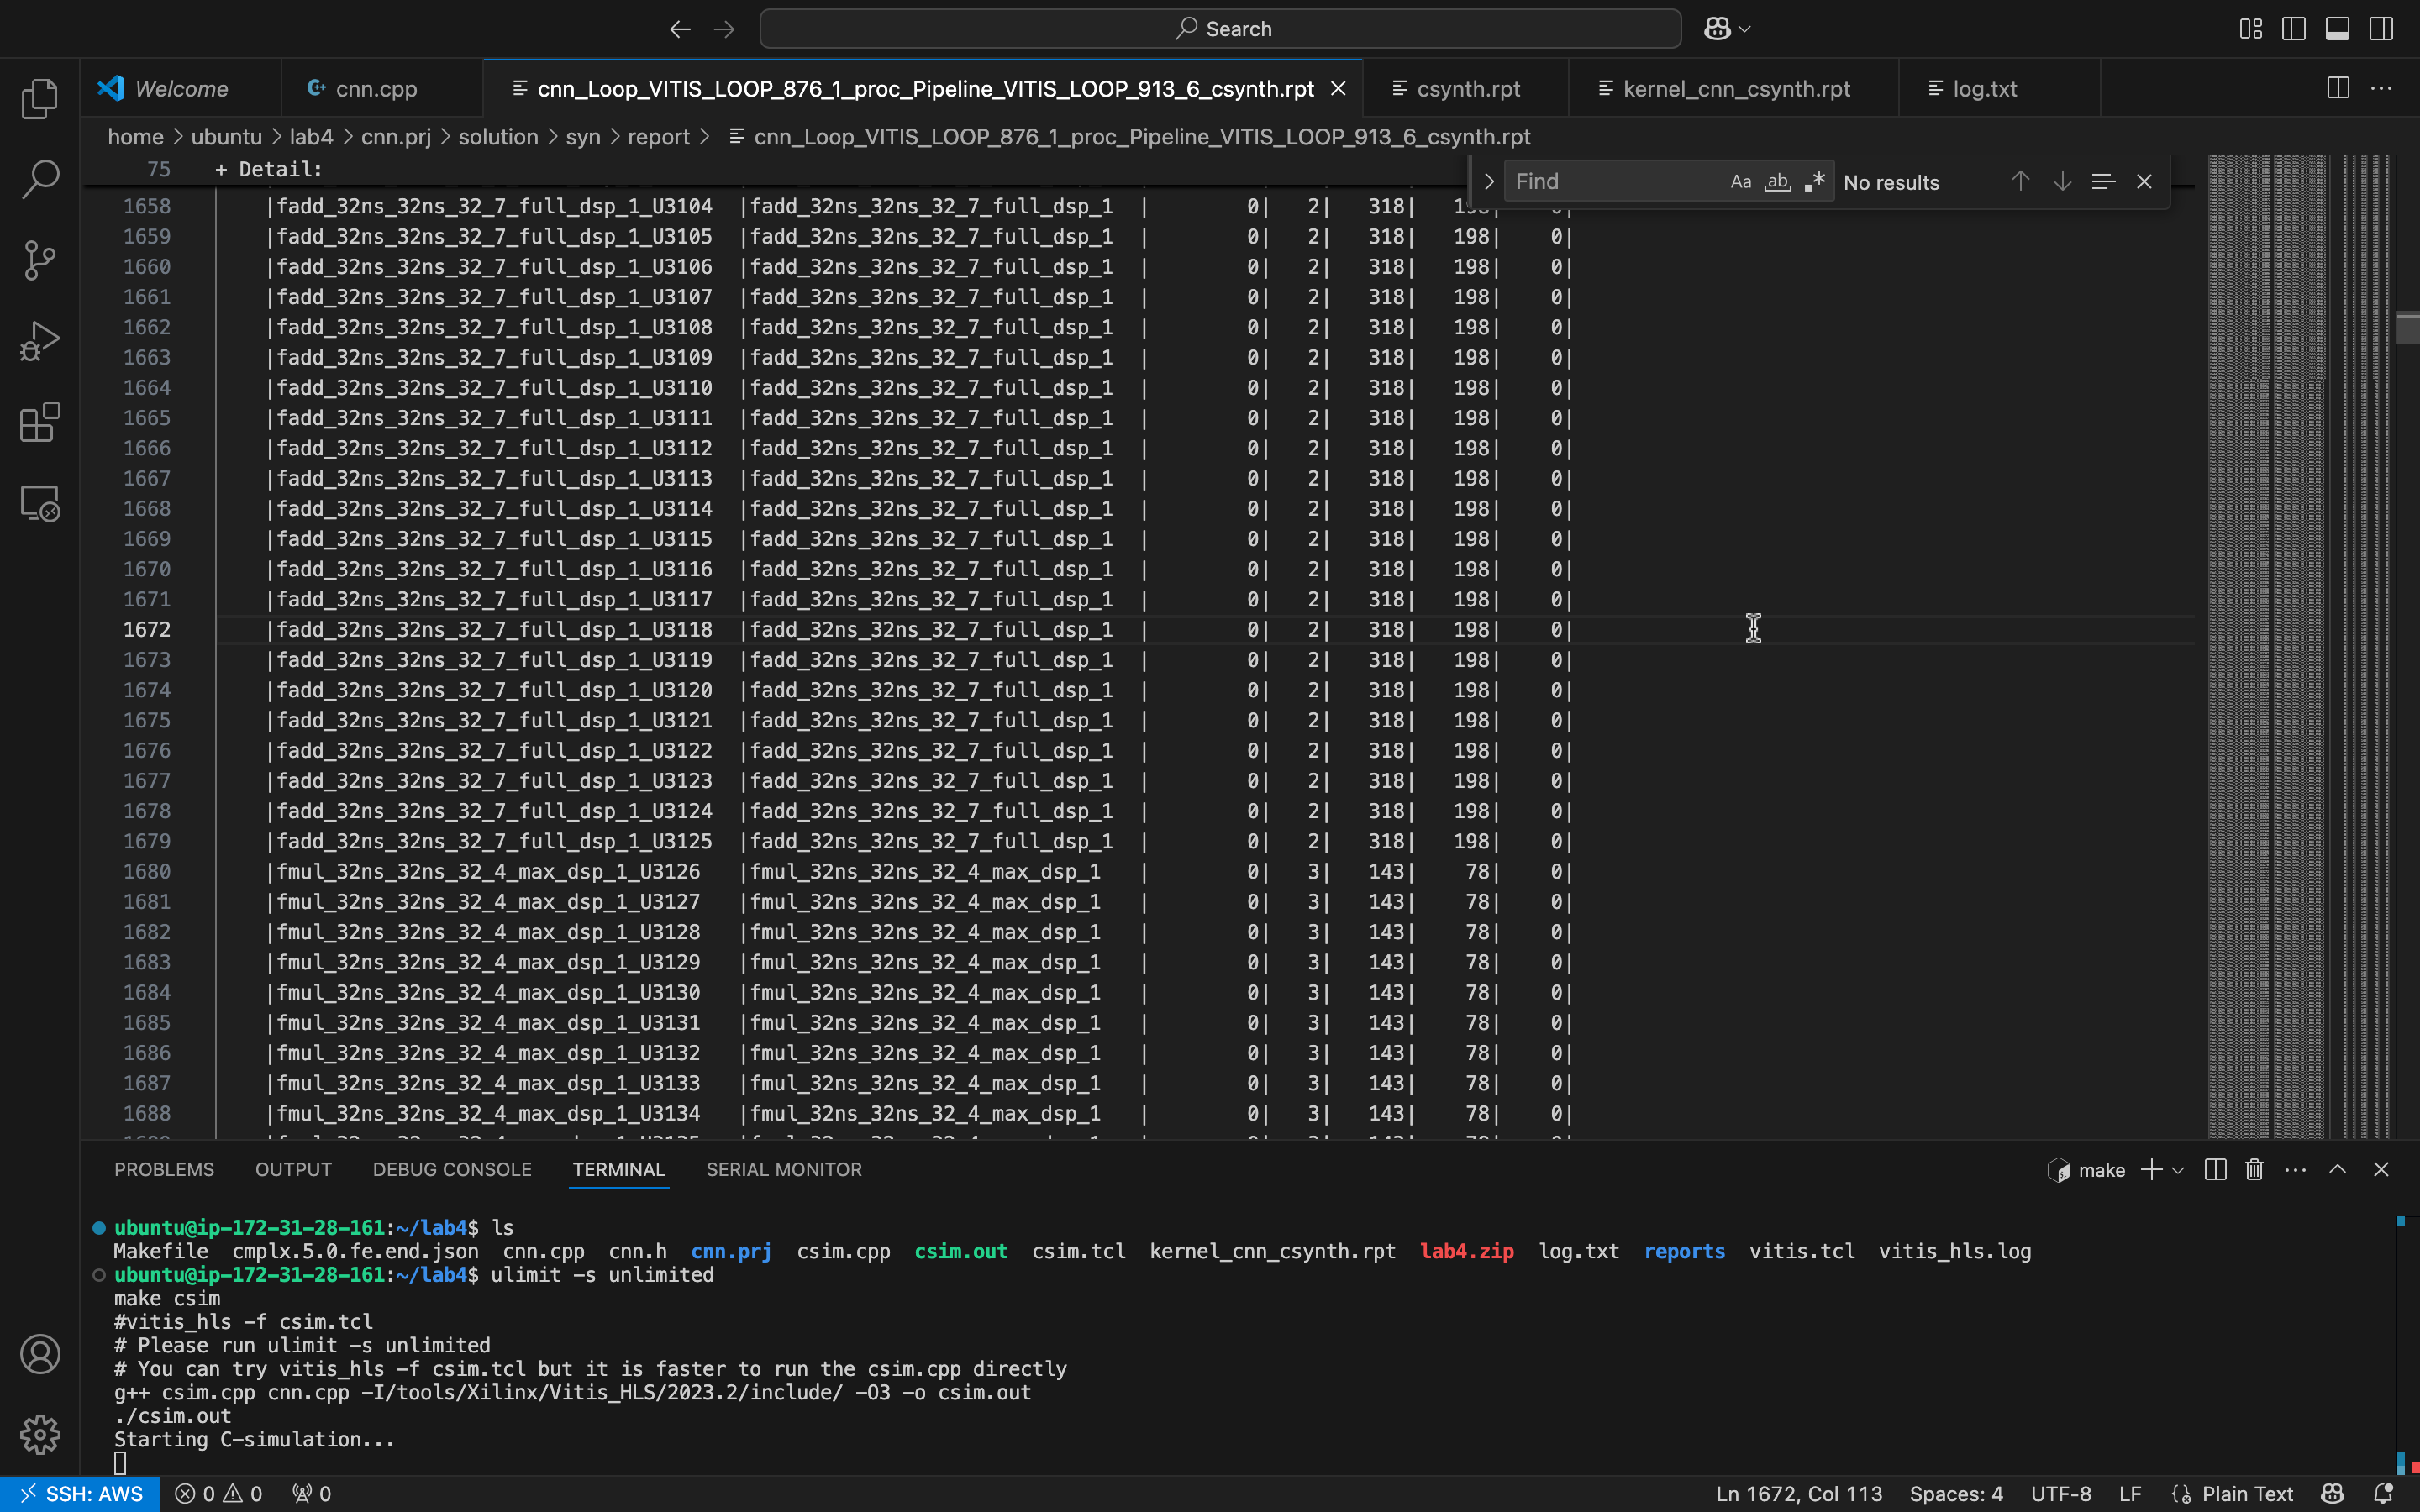 Search
Welcome
cnn.cpp
cnn_Loop_VITIS_LOOP_876_1_proc_Pipeline_VITIS_LOOP_913_6_csynth.rpt
csynth.rpt
kernel_cnn_csynth.rpt
log.txt
home > ubuntu > lab4 > cnn.prj > solution > syn > report > cnn_Loop_VITIS_LOOP_876_1_proc_Pipeline_VITIS_LOOP_913_6_csynth.rpt
75 + Detail:
Find Aa ab .* No results
1658 |fadd_32ns_32ns_32_7_full_dsp_1_U3104 |fadd_32ns_32ns_32_7_full_dsp_1 | 0| 2| 318| 198| 0|
1659 |fadd_32ns_32ns_32_7_full_dsp_1_U3105 |fadd_32ns_32ns_32_7_full_dsp_1 | 0| 2| 318| 198| 0|
1660 |fadd_32ns_32ns_32_7_full_dsp_1_U3106 |fadd_32ns_32ns_32_7_full_dsp_1 | 0| 2| 318| 198| 0|
1661 |fadd_32ns_32ns_32_7_full_dsp_1_U3107 |fadd_32ns_32ns_32_7_full_dsp_1 | 0| 2| 318| 198| 0|
1662 |fadd_32ns_32ns_32_7_full_dsp_1_U3108 |fadd_32ns_32ns_32_7_full_dsp_1 | 0| 2| 318| 198| 0|
1663 |fadd_32ns_32ns_32_7_full_dsp_1_U3109 |fadd_32ns_32ns_32_7_full_dsp_1 | 0| 2| 318| 198| 0|
1664 |fadd_32ns_32ns_32_7_full_dsp_1_U3110 |fadd_32ns_32ns_32_7_full_dsp_1 | 0| 2| 318| 198| 0|
1665 |fadd_32ns_32ns_32_7_full_dsp_1_U3111 |fadd_32ns_32ns_32_7_full_dsp_1 | 0| 2| 318| 198| 0|
1666 |fadd_32ns_32ns_32_7_full_dsp_1_U3112 |fadd_32ns_32ns_32_7_full_dsp_1 | 0| 2| 318| 198| 0|
1667 |fadd_32ns_32ns_32_7_full_dsp_1_U3113 |fadd_32ns_32ns_32_7_full_dsp_1 | 0| 2| 318| 198| 0|
1668 |fadd_32ns_32ns_32_7_full_dsp_1_U3114 |fadd_32ns_32ns_32_7_full_dsp_1 | 0| 2| 318| 198| 0|
1669 |fadd_32ns_32ns_32_7_full_dsp_1_U3115 |fadd_32ns_32ns_32_7_full_dsp_1 | 0| 2| 318| 198| 0|
1670 |fadd_32ns_32ns_32_7_full_dsp_1_U3116 |fadd_32ns_32ns_32_7_full_dsp_1 | 0| 2| 318| 198| 0|
1671 |fadd_32ns_32ns_32_7_full_dsp_1_U3117 |fadd_32ns_32ns_32_7_full_dsp_1 | 0| 2| 318| 198| 0|
1672 |fadd_32ns_32ns_32_7_full_dsp_1_U3118 |fadd_32ns_32ns_32_7_full_dsp_1 | 0| 2| 318| 198| 0|
1673 |fadd_32ns_32ns_32_7_full_dsp_1_U3119 |fadd_32ns_32ns_32_7_full_dsp_1 | 0| 2| 318| 198| 0|
1674 |fadd_32ns_32ns_32_7_full_dsp_1_U3120 |fadd_32ns_32ns_32_7_full_dsp_1 | 0| 2| 318| 198| 0|
1675 |fadd_32ns_32ns_32_7_full_dsp_1_U3121 |fadd_32ns_32ns_32_7_full_dsp_1 | 0| 2| 318| 198| 0|
1676 |fadd_32ns_32ns_32_7_full_dsp_1_U3122 |fadd_32ns_32ns_32_7_full_dsp_1 | 0| 2| 318| 198| 0|
1677 |fadd_32ns_32ns_32_7_full_dsp_1_U3123 |fadd_32ns_32ns_32_7_full_dsp_1 | 0| 2| 318| 198| 0|
1678 |fadd_32ns_32ns_32_7_full_dsp_1_U3124 |fadd_32ns_32ns_32_7_full_dsp_1 | 0| 2| 318| 198| 0|
1679 |fadd_32ns_32ns_32_7_full_dsp_1_U3125 |fadd_32ns_32ns_32_7_full_dsp_1 | 0| 2| 318| 198| 0|
1680 |fmul_32ns_32ns_32_4_max_dsp_1_U3126 |fmul_32ns_32ns_32_4_max_dsp_1 | 0| 3| 143| 78| 0|
1681 |fmul_32ns_32ns_32_4_max_dsp_1_U3127 |fmul_32ns_32ns_32_4_max_dsp_1 | 0| 3| 143| 78| 0|
1682 |fmul_32ns_32ns_32_4_max_dsp_1_U3128 |fmul_32ns_32ns_32_4_max_dsp_1 | 0| 3| 143| 78| 0|
1683 |fmul_32ns_32ns_32_4_max_dsp_1_U3129 |fmul_32ns_32ns_32_4_max_dsp_1 | 0| 3| 143| 78| 0|
1684 |fmul_32ns_32ns_32_4_max_dsp_1_U3130 |fmul_32ns_32ns_32_4_max_dsp_1 | 0| 3| 143| 78| 0|
1685 |fmul_32ns_32ns_32_4_max_dsp_1_U3131 |fmul_32ns_32ns_32_4_max_dsp_1 | 0| 3| 143| 78| 0|
1686 |fmul_32ns_32ns_32_4_max_dsp_1_U3132 |fmul_32ns_32ns_32_4_max_dsp_1 | 0| 3| 143| 78| 0|
1687 |fmul_32ns_32ns_32_4_max_dsp_1_U3133 |fmul_32ns_32ns_32_4_max_dsp_1 | 0| 3| 143| 78| 0|
1688 |fmul_32ns_32ns_32_4_max_dsp_1_U3134 |fmul_32ns_32ns_32_4_max_dsp_1 | 0| 3| 143| 78| 0|
PROBLEMS OUTPUT DEBUG CONSOLE TERMINAL SERIAL MONITOR make
ubuntu@ip-172-31-28-161:~/lab4$ ls
Makefile cmplx.5.0.fe.end.json cnn.cpp cnn.h cnn.prj csim.cpp csim.out csim.tcl kernel_cnn_csynth.rpt lab4.zip log.txt reports vitis.tcl vitis_hls.log
ubuntu@ip-172-31-28-161:~/lab4$ ulimit -s unlimited
make csim
#vitis_hls -f csim.tcl
# Please run ulimit -s unlimited
# You can try vitis_hls -f csim.tcl but it is faster to run the csim.cpp directly
g++ csim.cpp cnn.cpp -I/tools/Xilinx/Vitis_HLS/2023.2/include/ -O3 -o csim.out
./csim.out
Starting C-simulation...
SSH: AWS 0 0 0 Ln 1672, Col 113 Spaces: 4 UTF-8 LF Plain Text